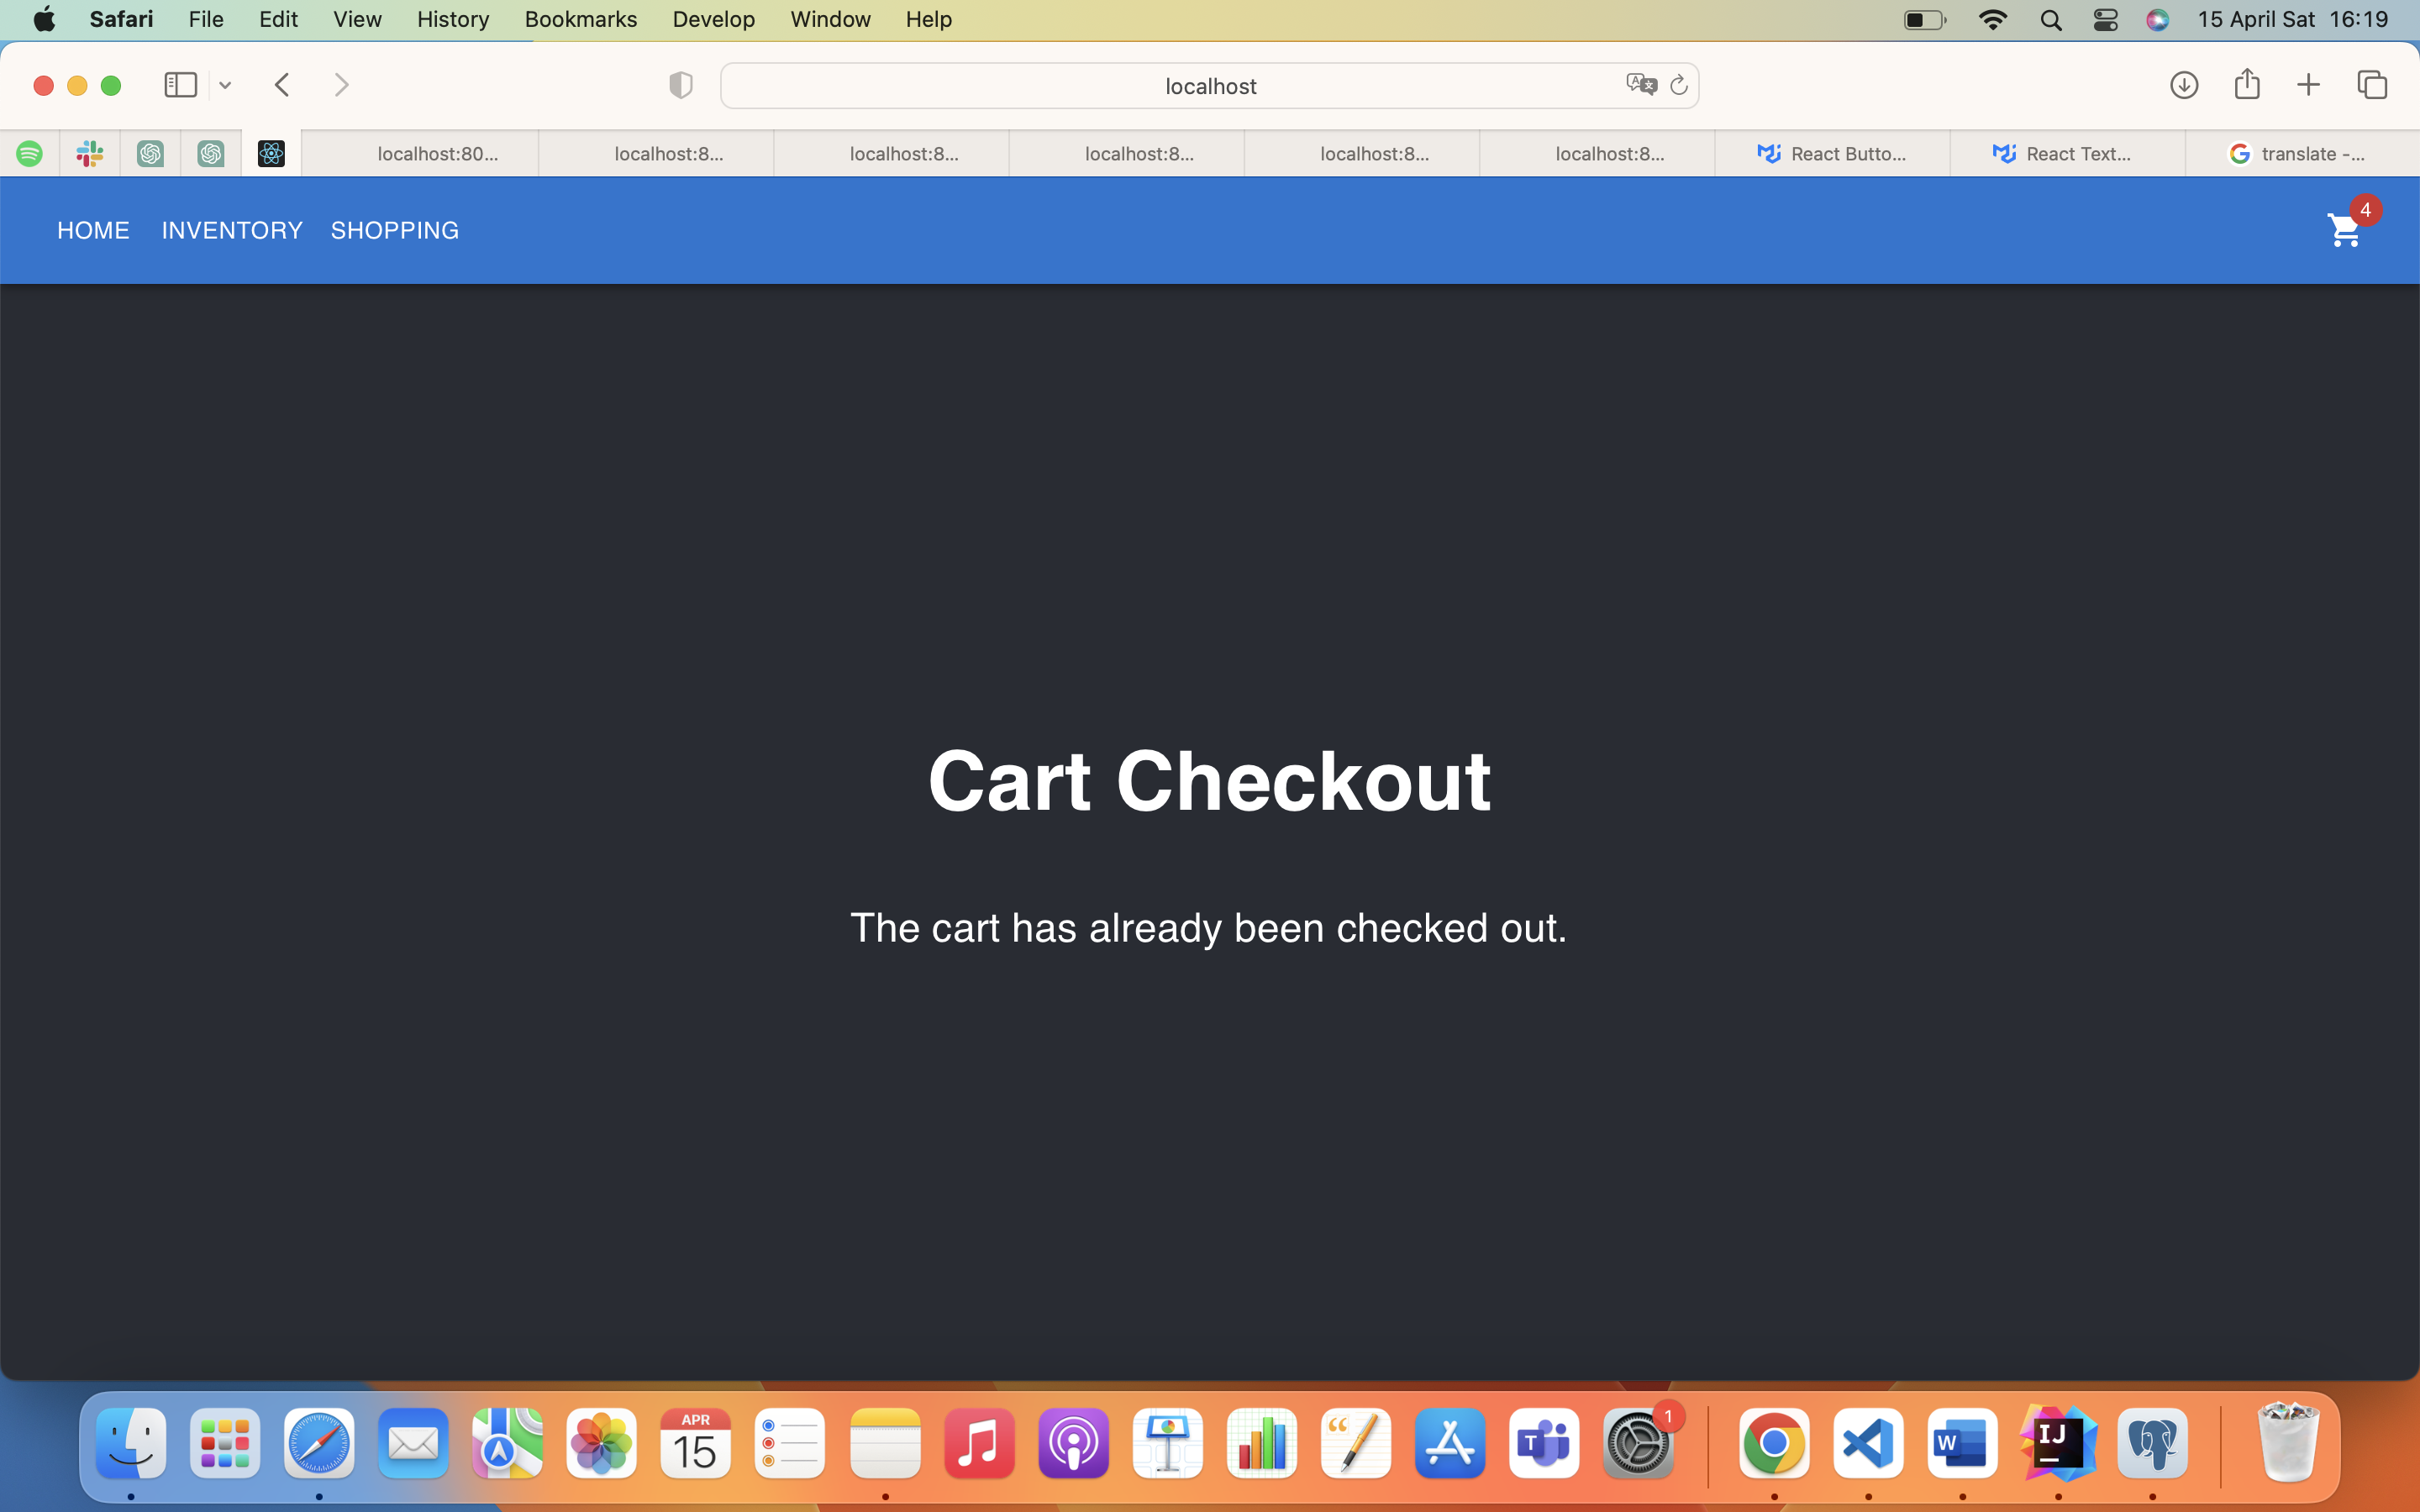 Safari File Edit View History Bookmarks Develop Window Help 15 April Sat 16:19
localhost
localhost:80... localhost:8... localhost:8... localhost:8... localhost:8... localhost:8... React Butto... React Text... translate -...
HOME INVENTORY SHOPPING 4
Cart Checkout
The cart has already been checked out.
APR
15
1
T
W
IJ